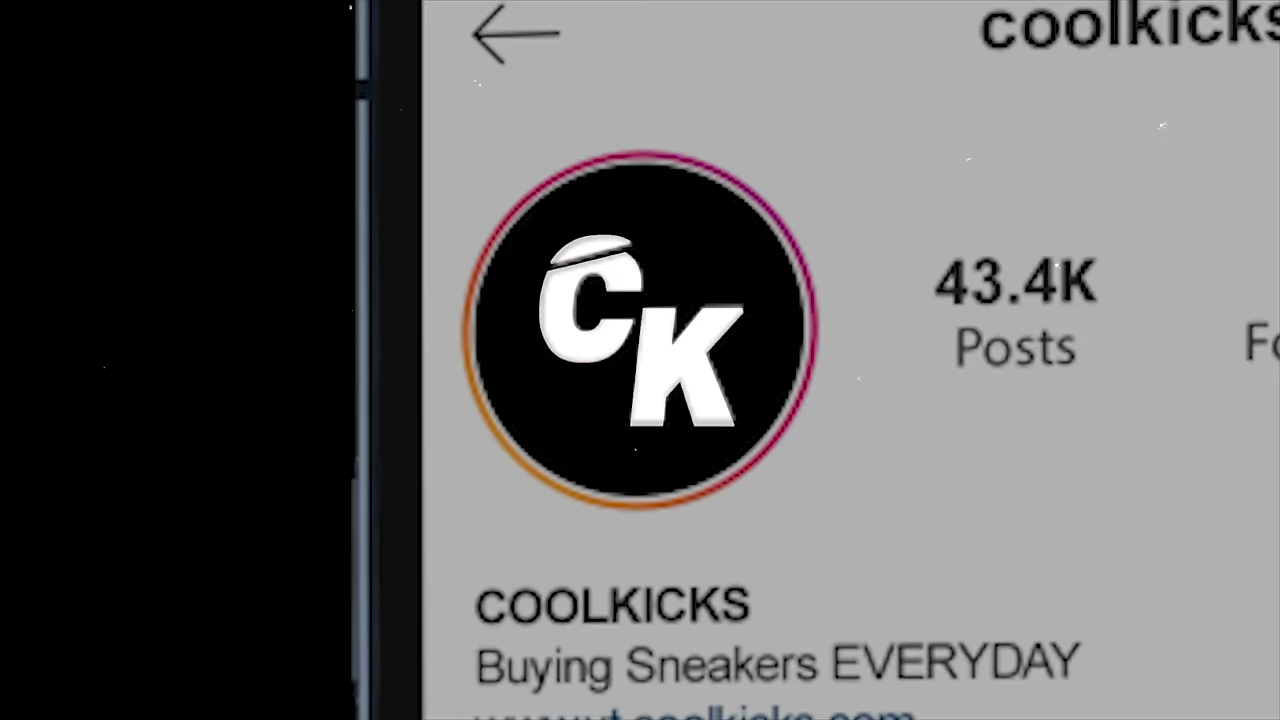 coolkicks
CK
43.4K
Posts
COOLKICKS
Buying Sneakers EVERYDAY